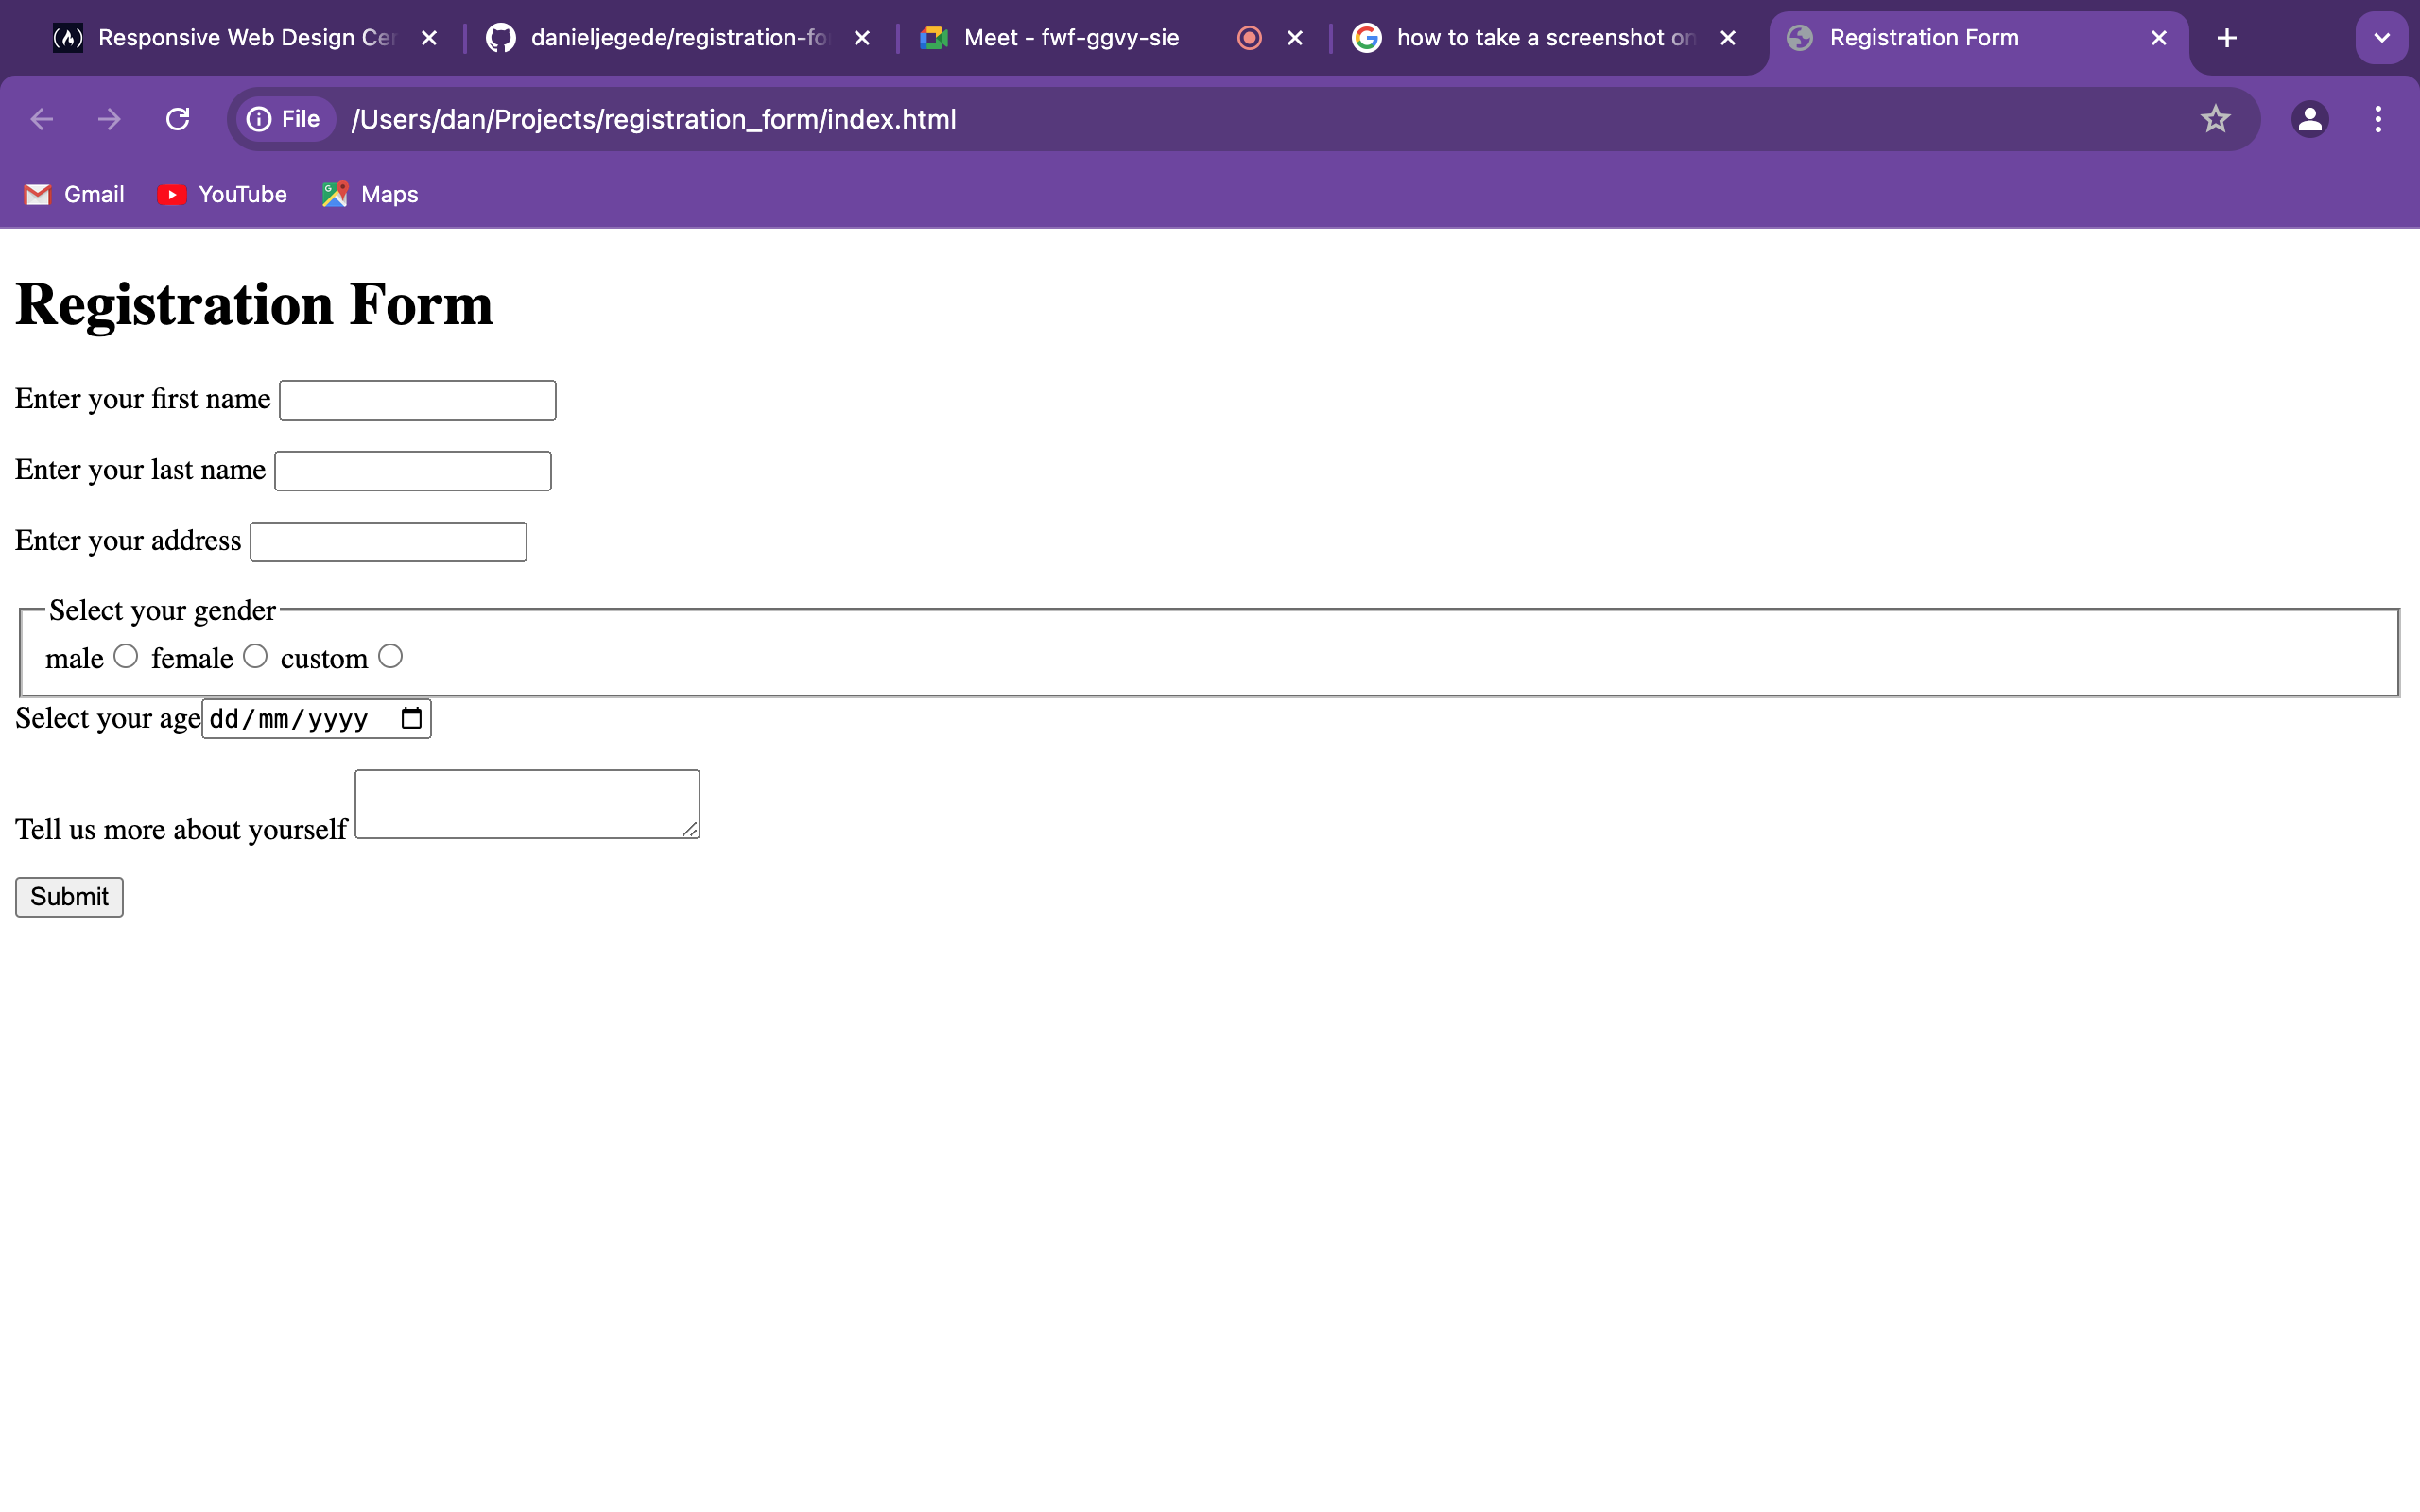 Responsive Web Design Cer
danieljegede/registration-fo
Meet - fwf-ggvy-sie
how to take a screenshot on
Registration Form
File /Users/dan/Projects/registration_form/index.html
Gmail YouTube Maps
Registration Form
Enter your first name
Enter your last name
Enter your address
Select your gender
male female custom
Select your age dd/mm/yyyy
Tell us more about yourself
Submit